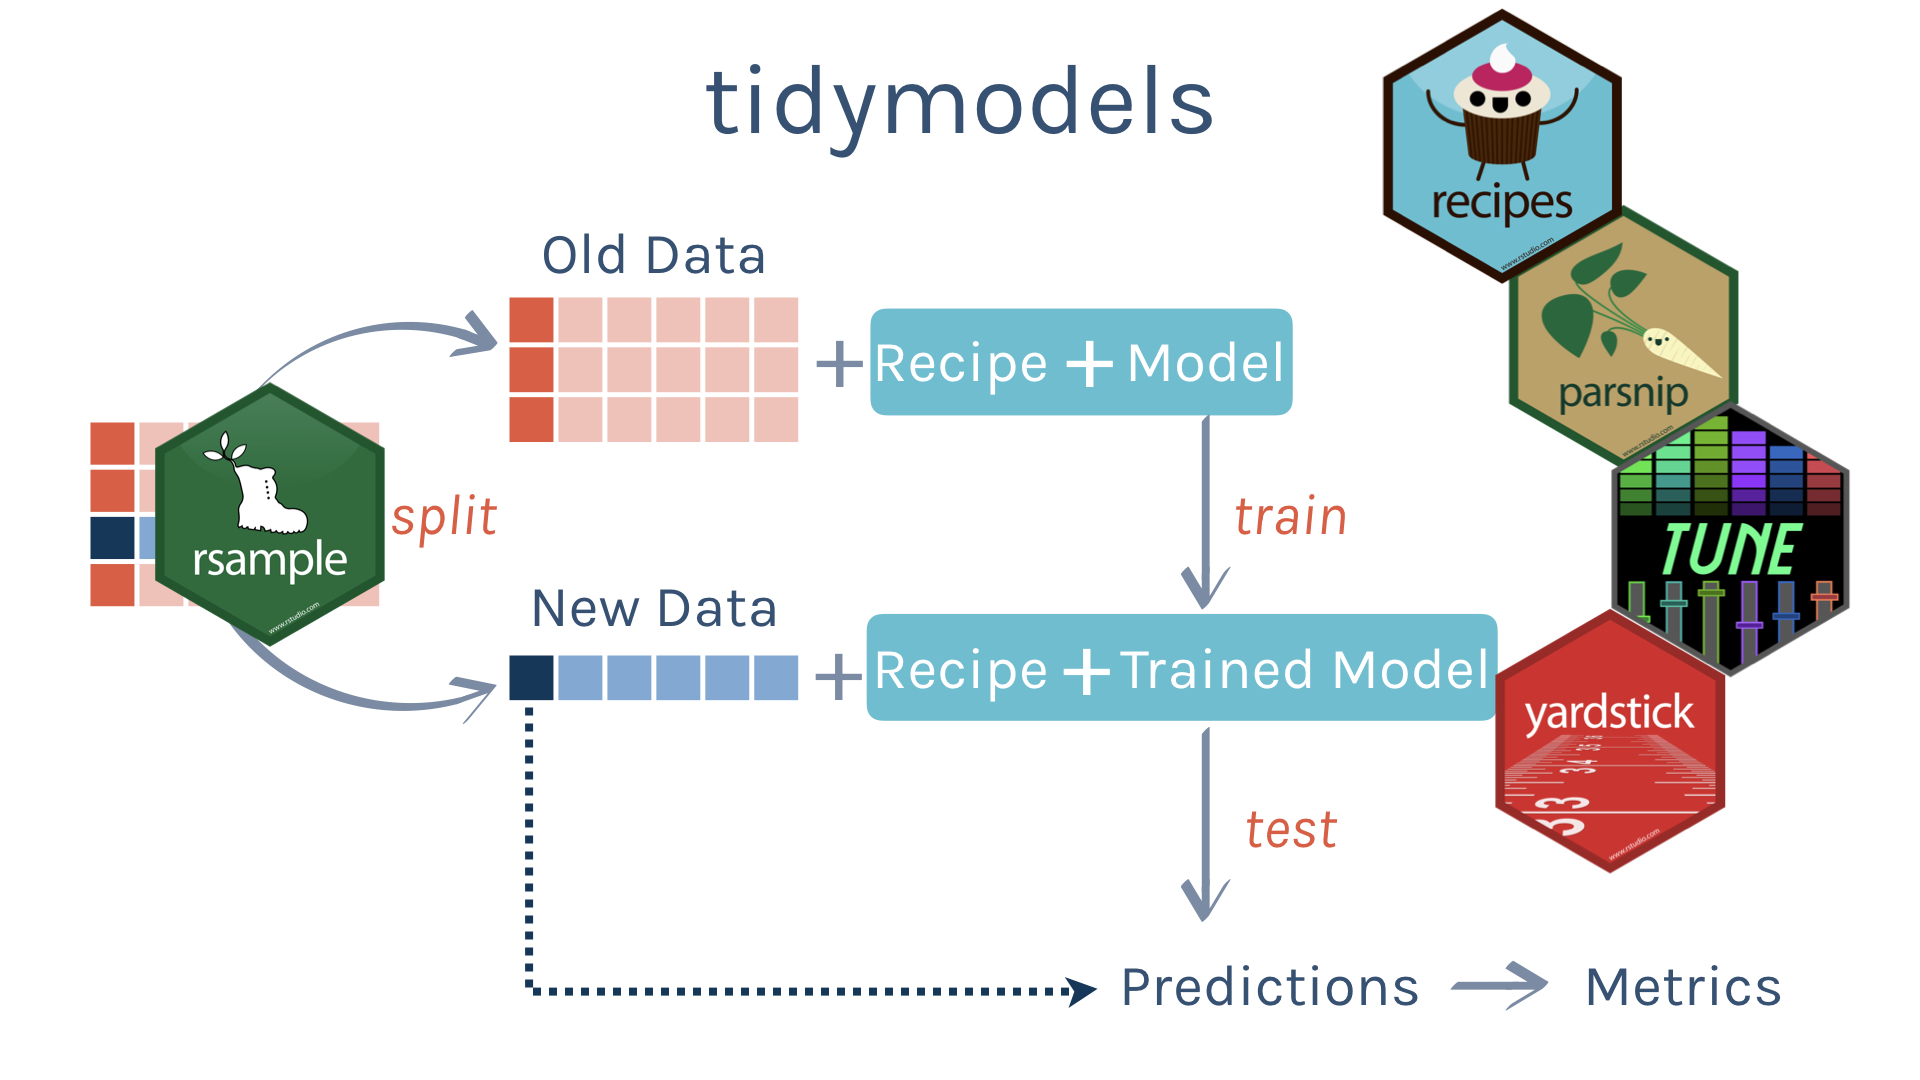 tidymodels
recipes
www.rstudio.com
Old Data
+ Recipe + Model
parsnip
www.rstudio.com
rsample
www.rstudio.com
split
train
TUNE
New Data
+ Recipe + Trained Model
yardstick
www.rstudio.com
test
Predictions
Metrics